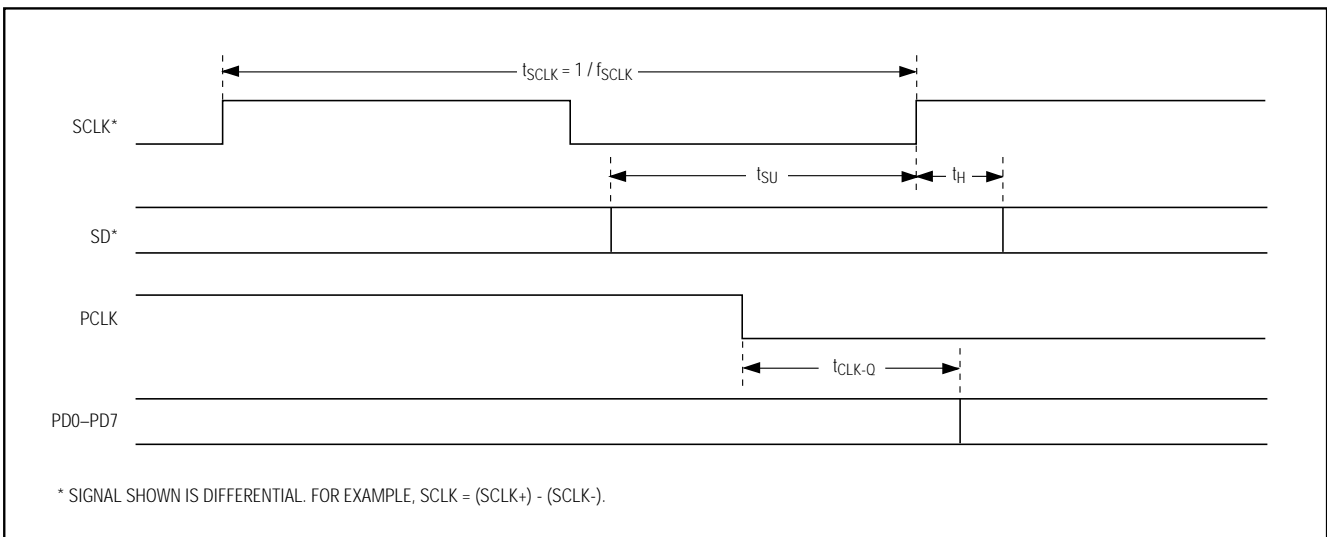 tSCLK = 1 / fSCLK
SCLK*
tSU
tH
SD*
PCLK
tCLK-Q
PD0–PD7
* SIGNAL SHOWN IS DIFFERENTIAL. FOR EXAMPLE, SCLK = (SCLK+) - (SCLK-).